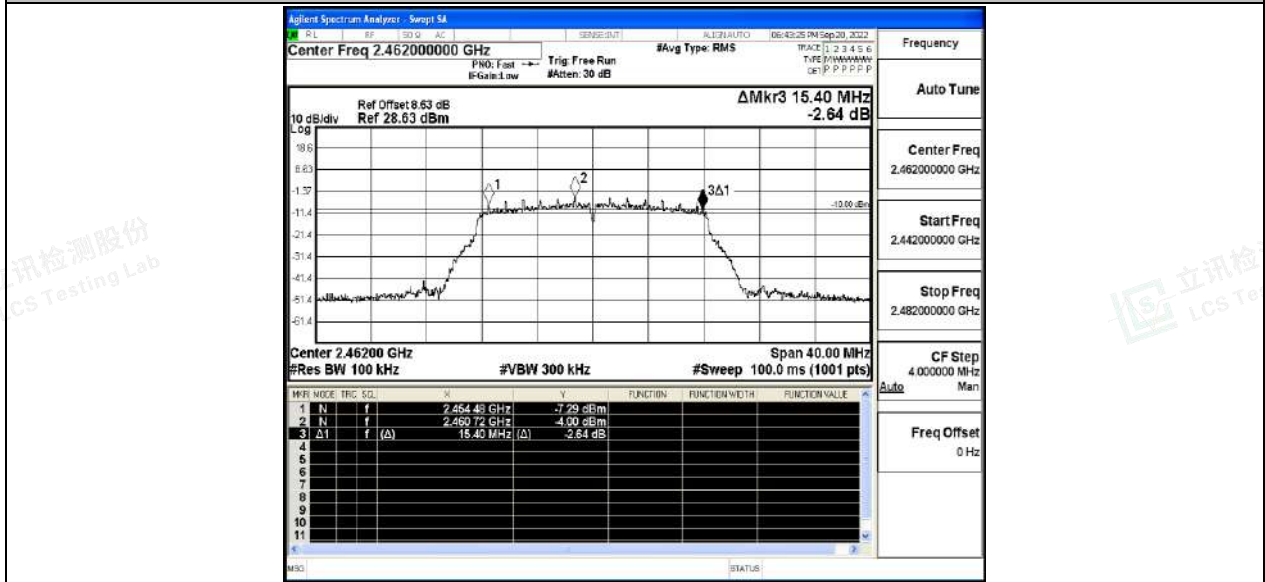 Agilent Spectrum Analyzer - Swept SA
RL RF 50 Ω AC SENSE:INT ALIGNAUTO 06:43:25 PM Sep 20, 2022
Center Freq 2.462000000 GHz
PNO: Fast
IFGain:Low
Trig: Free Run
#Atten: 30 dB
#Avg Type: RMS
TRACE 1 2 3 4 5 6
TYPE MWWWWW
DET P P P P P P
Frequency
Auto Tune
Center Freq
2.462000000 GHz
Start Freq
2.442000000 GHz
Stop Freq
2.482000000 GHz
CF Step
4.000000 MHz
Auto Man
Freq Offset
0 Hz
ΔMkr3 15.40 MHz
-2.64 dB
Ref Offset 8.63 dB
10 dB/div Ref 28.63 dBm
Log
18.6
8.63
-1.37
-11.4
-21.4
-31.4
-41.4
-51.4
-61.4
1
2
3Δ1
-10.00 dBm
Center 2.46200 GHz Span 40.00 MHz
#Res BW 100 kHz #VBW 300 kHz #Sweep 100.0 ms (1001 pts)
MKR MODE TRC SCL X Y FUNCTION FUNCTION WIDTH FUNCTION VALUE
1 N f 2.454 48 GHz -7.29 dBm
2 N f 2.460 72 GHz -4.00 dBm
3 Δ1 f (Δ) 15.40 MHz (Δ) -2.64 dB
4
5
6
7
8
9
10
11
MSG STATUS
立讯检测股份
LCS Testing Lab
立讯检
LCS Te